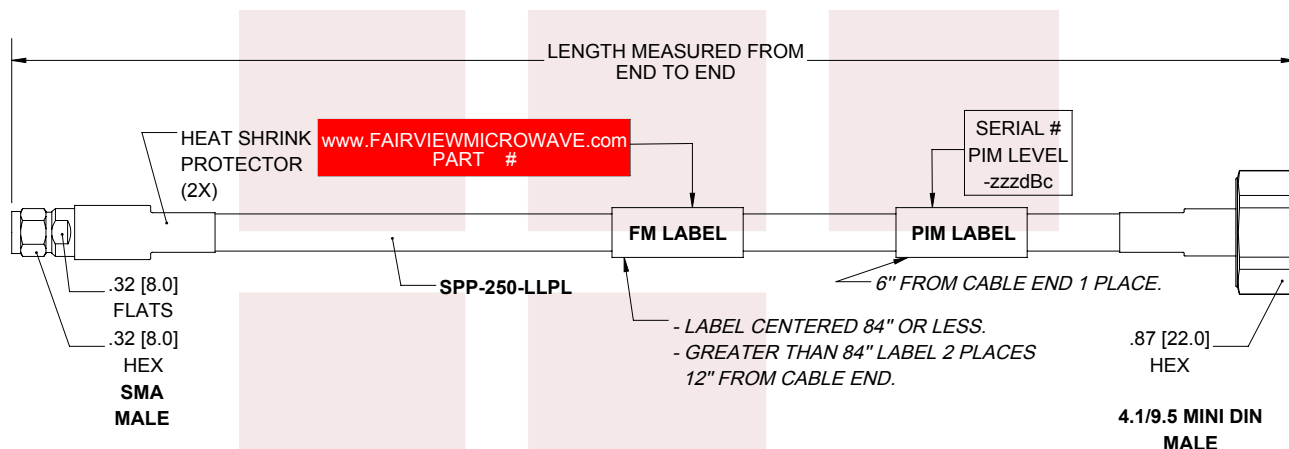 LENGTH MEASURED FROM
END TO END
HEAT SHRINK
PROTECTOR
(2X)
www.FAIRVIEWMICROWAVE.com
PART #
SERIAL #
PIM LEVEL
-zzzdBc
FM LABEL
PIM LABEL
.32 [8.0]
FLATS
.32 [8.0]
HEX
SMA
MALE
SPP-250-LLPL
6" FROM CABLE END 1 PLACE.
- LABEL CENTERED 84" OR LESS.
- GREATER THAN 84" LABEL 2 PLACES
12" FROM CABLE END.
.87 [22.0]
HEX
4.1/9.5 MINI DIN
MALE